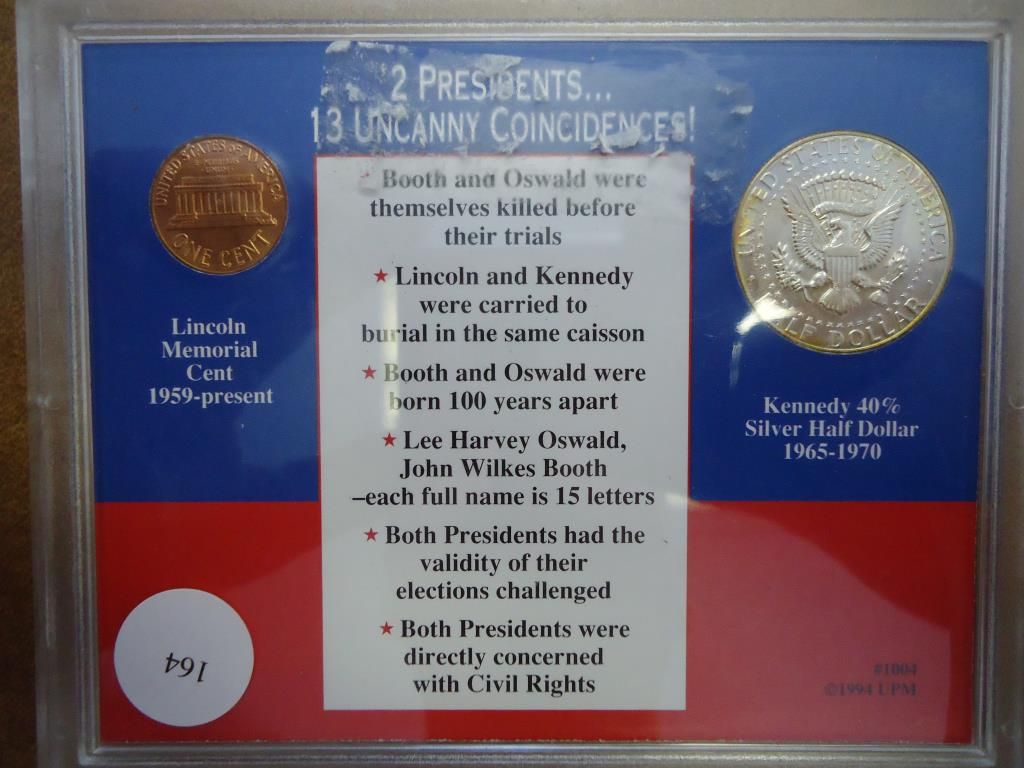 2 PRESIDENTS...
13 UNCANNY COINCIDENCES!
Booth and Oswald were
themselves killed before
their trials
★ Lincoln and Kennedy
were carried to
burial in the same caisson
★ Booth and Oswald were
born 100 years apart
★ Lee Harvey Oswald,
John Wilkes Booth
–each full name is 15 letters
★ Both Presidents had the
validity of their
elections challenged
★ Both Presidents were
directly concerned
with Civil Rights
UNITED STATES OF AMERICA
ONE CENT
Lincoln
Memorial
Cent
1959-present
164
UNITED STATES OF AMERICA
HALF DOLLAR
Kennedy 40%
Silver Half Dollar
1965-1970
#1004
©1994 UPM